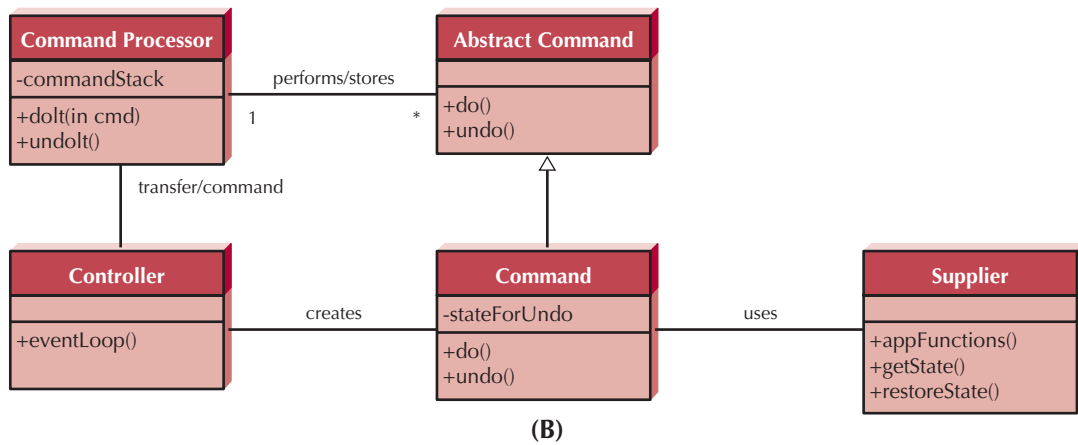 Command Processor
-commandStack
+doIt(in cmd)
+undoIt()
performs/stores
1
*
Abstract Command
+do()
+undo()
transfer/command
Controller
+eventLoop()
creates
Command
-stateForUndo
+do()
+undo()
uses
Supplier
+appFunctions()
+getState()
+restoreState()
(B)